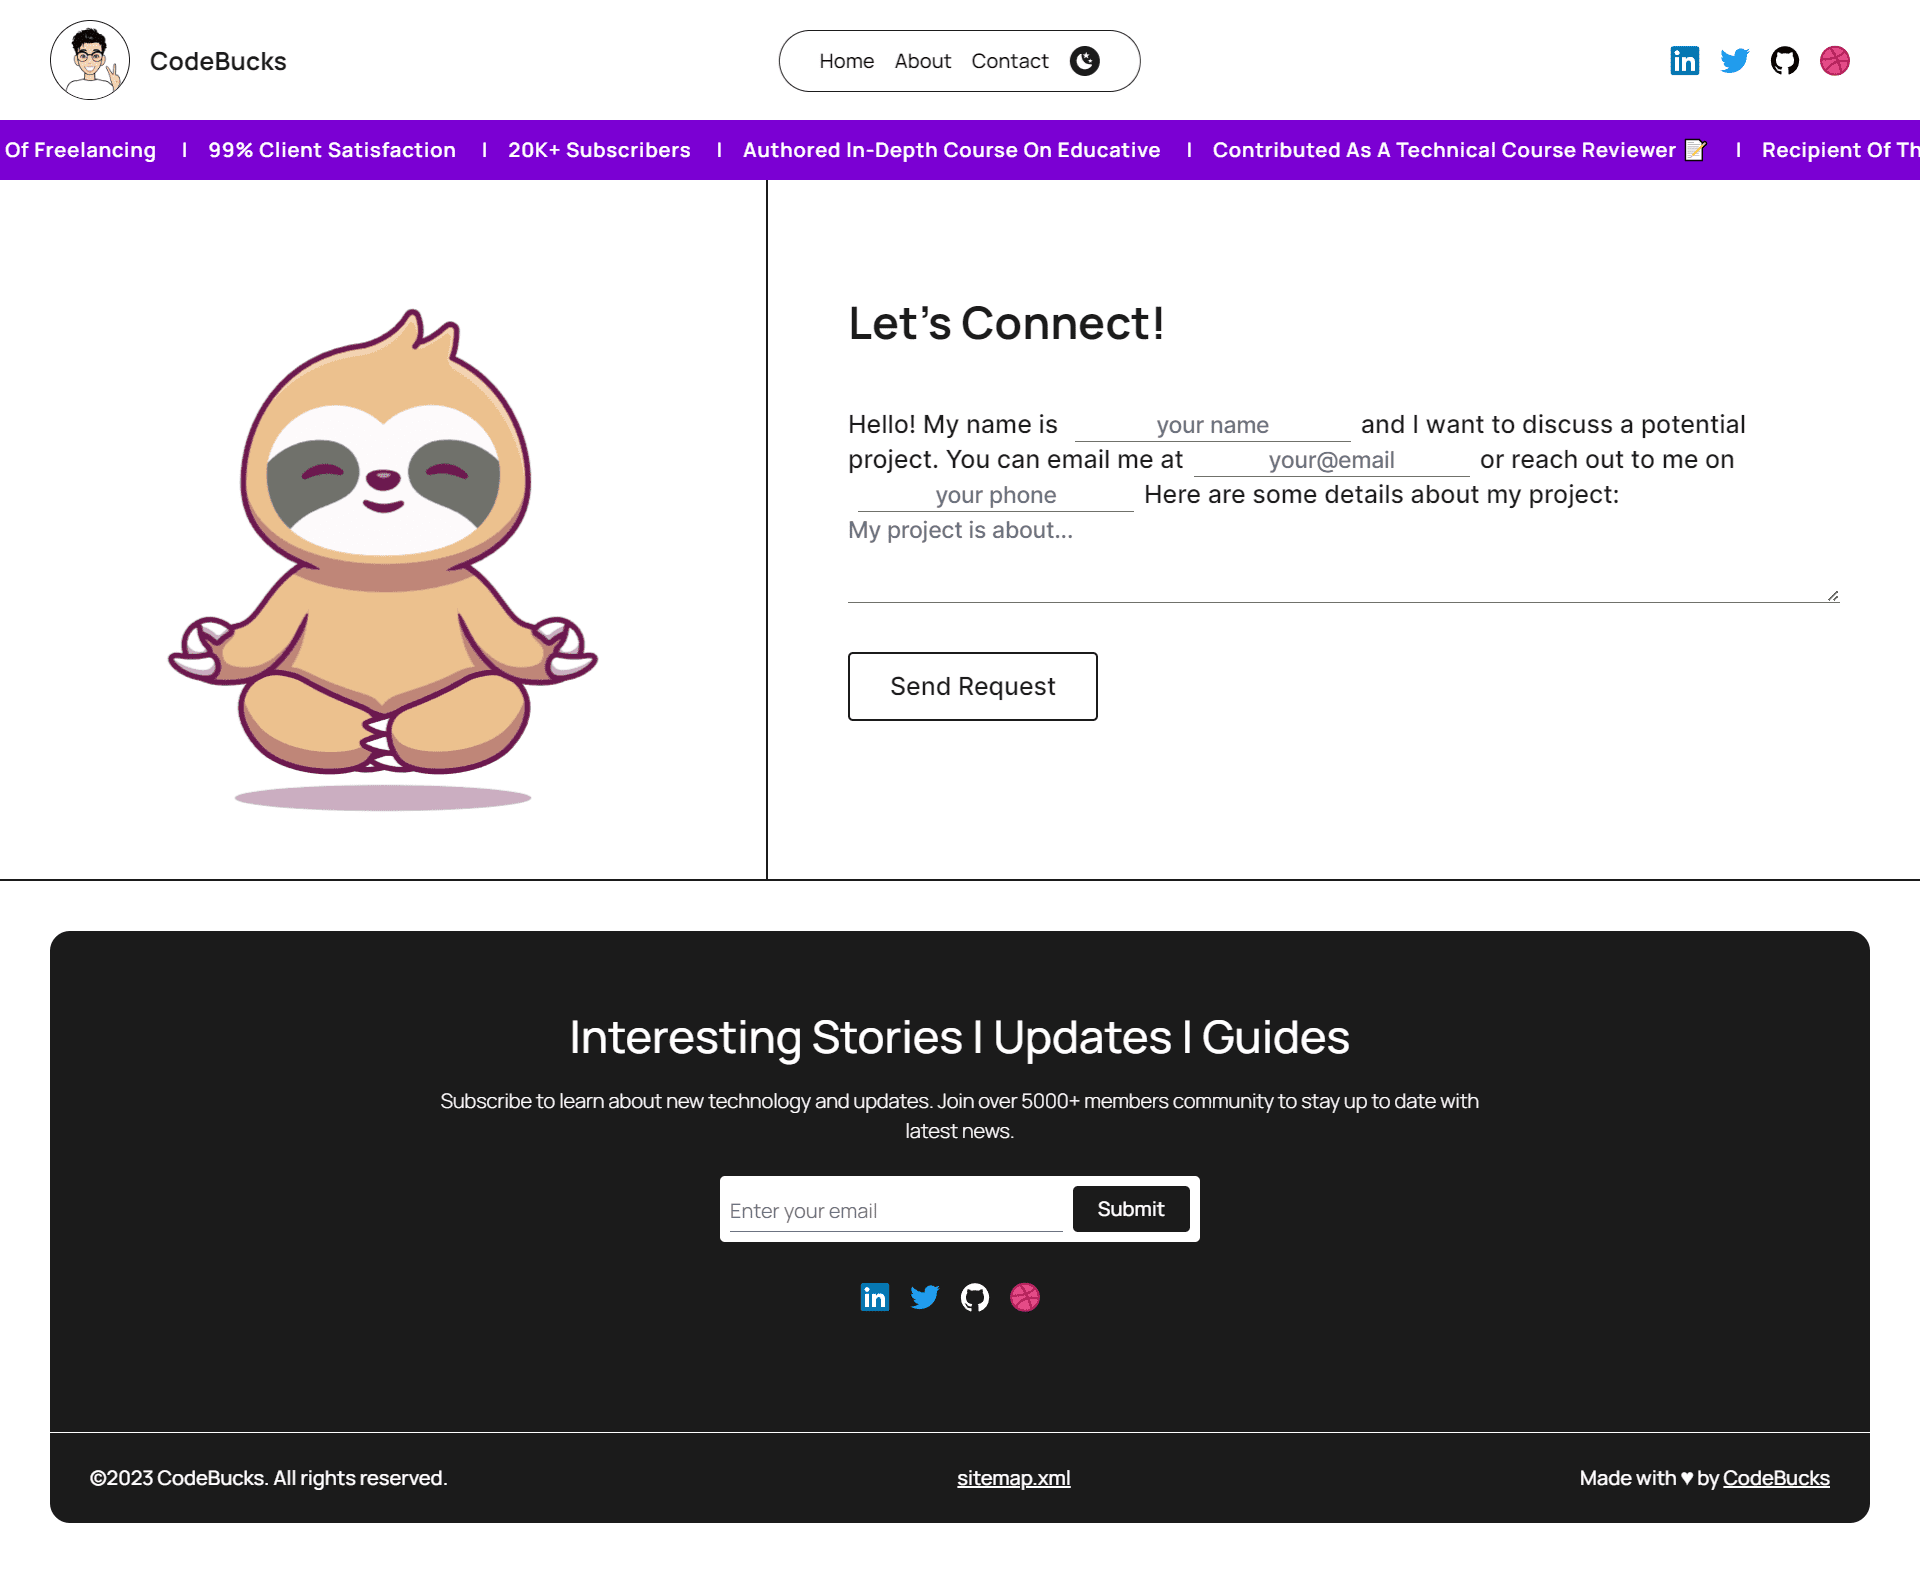 CodeBucks
Home About Contact
Of Freelancing | 99% Client Satisfaction | 20K+ Subscribers | Authored In-Depth Course On Educative | Contributed As A Technical Course Reviewer 📝 | Recipient Of Th
Let's Connect!
Hello! My name is your name and I want to discuss a potential
project. You can email me at your@email or reach out to me on
your phone Here are some details about my project:
My project is about...
Send Request
Interesting Stories | Updates | Guides
Subscribe to learn about new technology and updates. Join over 5000+ members community to stay up to date with
latest news.
Enter your email Submit
©2023 CodeBucks. All rights reserved. sitemap.xml Made with ♥ by CodeBucks